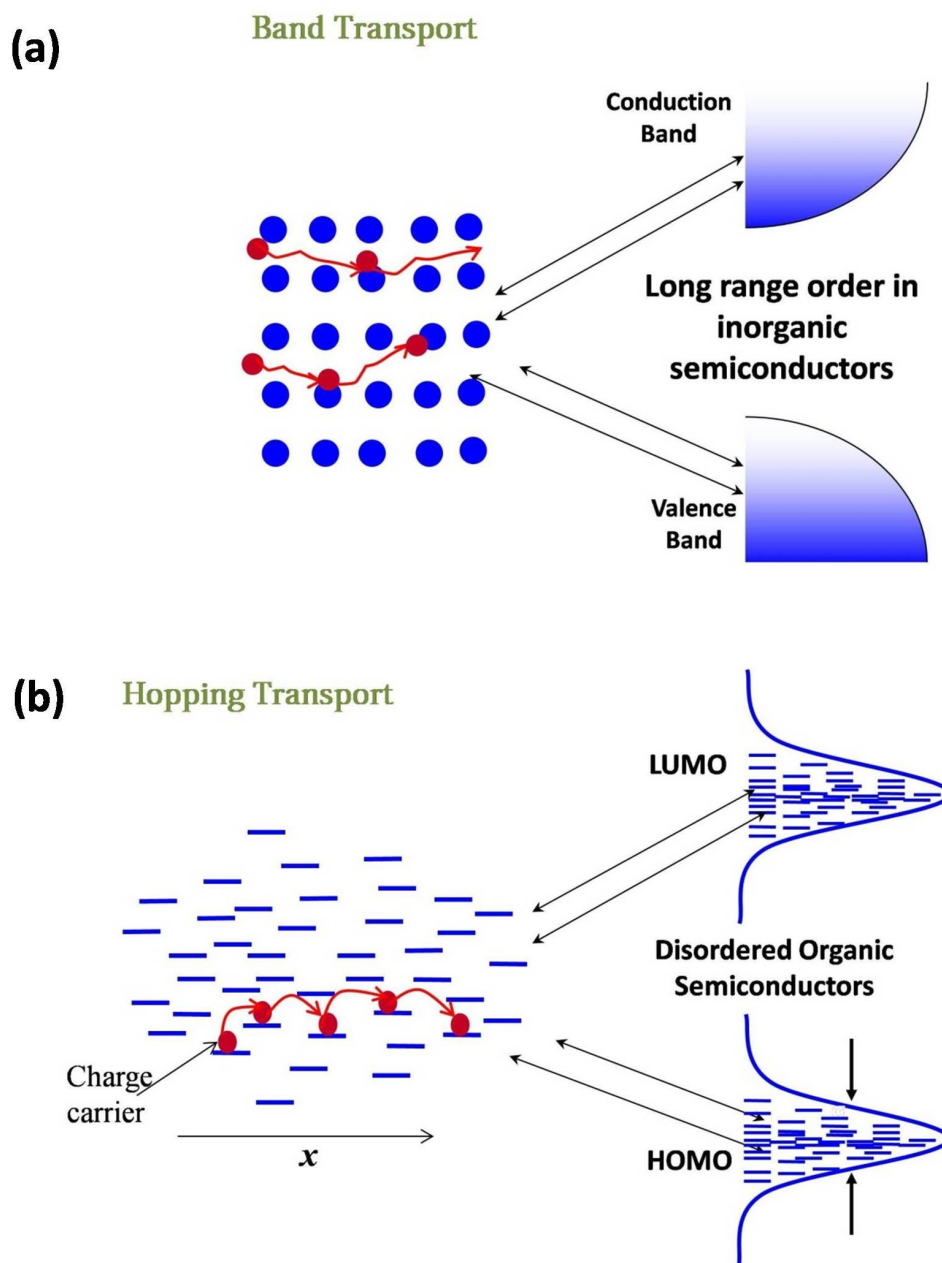 (a)
Band Transport
Conduction
Band
Long range order in
inorganic
semiconductors
Valence
Band
(b)
Hopping Transport
LUMO
Disordered Organic
Semiconductors
Charge
carrier
x
HOMO